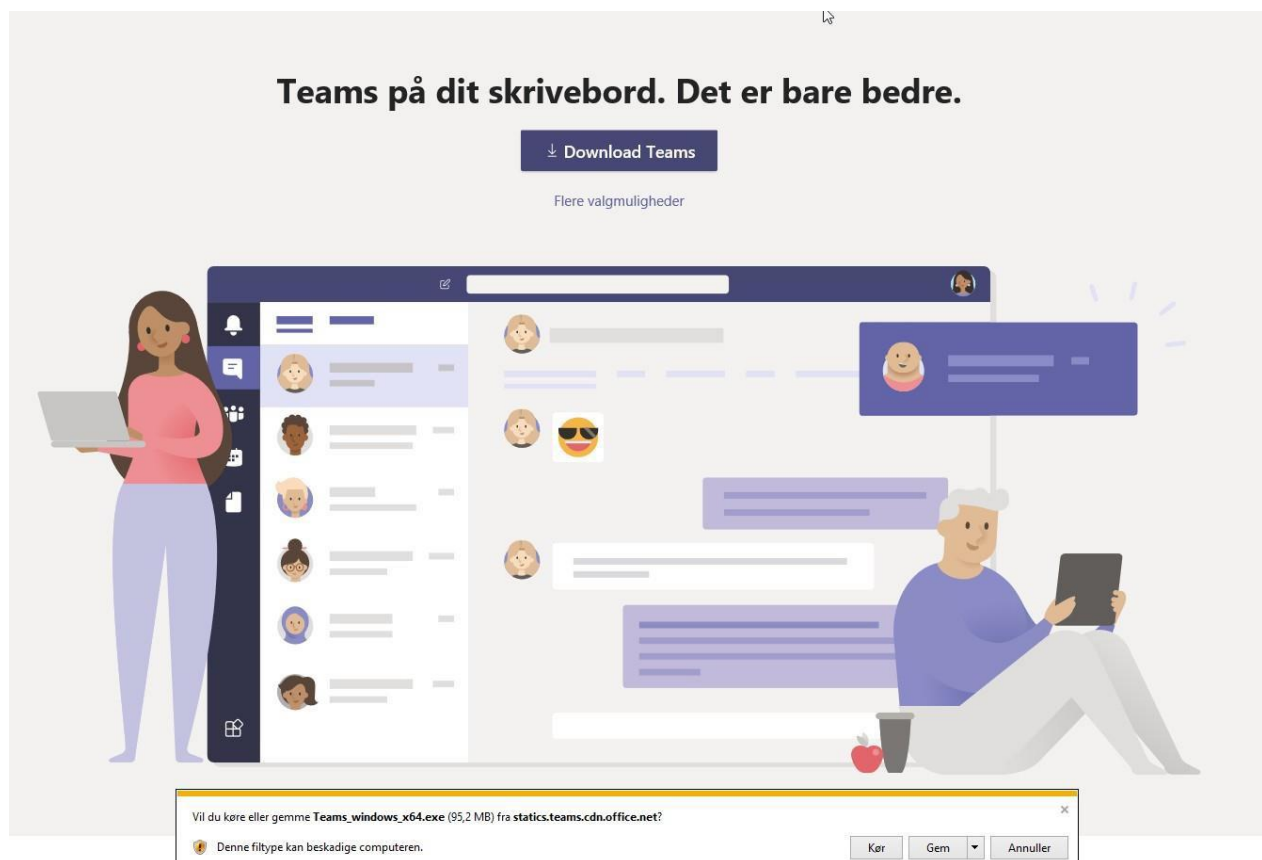 Teams på dit skrivebord. Det er bare bedre.
Download Teams
Flere valgmuligheder
Vil du køre eller gemme Teams_windows_x64.exe (95,2 MB) fra statics.teams.cdn.office.net?
Denne filtype kan beskadige computeren.
Kør Gem Annuller